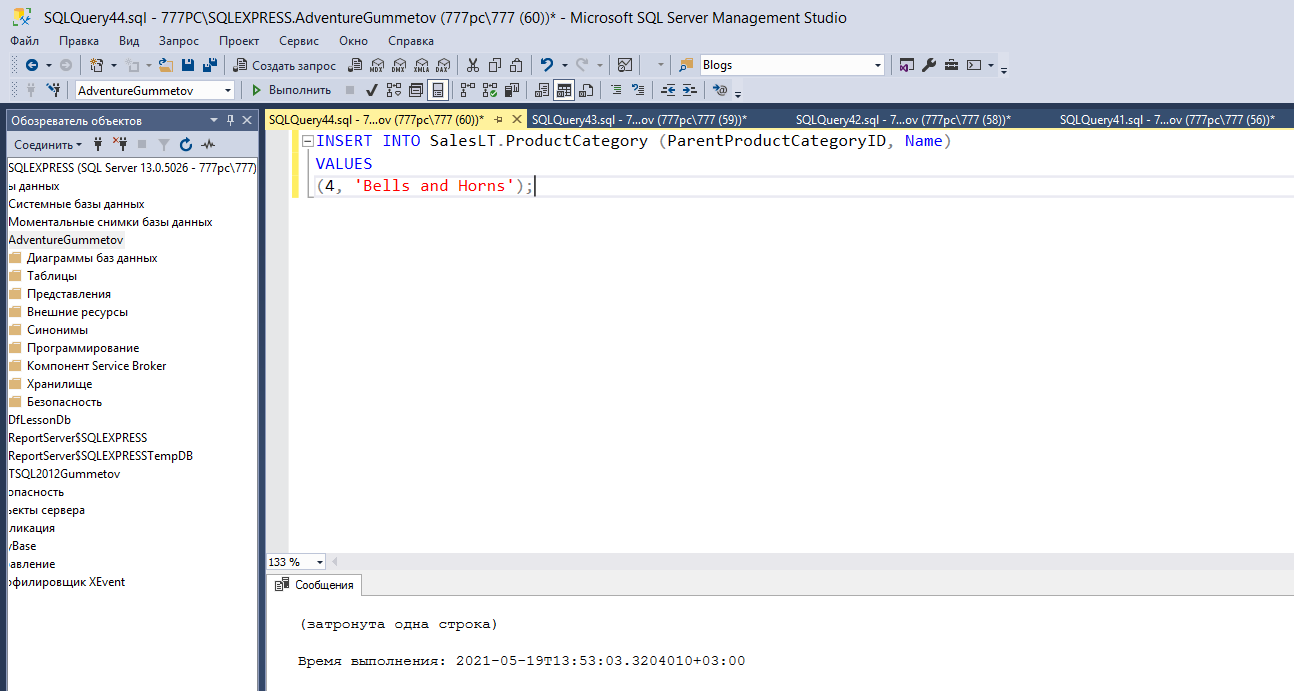 SQLQuery44.sql - 777PC\SQLEXPRESS.AdventureGummetov (777pc\777 (60))* - Microsoft SQL Server Management Studio
Файл Правка Вид Запрос Проект Сервис Окно Справка
Создать запрос MDX DMX XMLA DAX Blogs
AdventureGummetov Выполнить
Обозреватель объектов
SQLQuery44.sql - 7...ov (777pc\777 (60))* SQLQuery43.sql - 7...ov (777pc\777 (59))* SQLQuery42.sql - 7...ov (777pc\777 (58))* SQLQuery41.sql - 7...ov (777pc\777 (56))*
Соединить
SQLEXPRESS (SQL Server 13.0.5026 - 777pc\777)
ы данных
Системные базы данных
Моментальные снимки базы данных
AdventureGummetov
Диаграммы баз данных
Таблицы
Представления
Внешние ресурсы
Синонимы
Программирование
Компонент Service Broker
Хранилище
Безопасность
DfLessonDb
ReportServer$SQLEXPRESS
ReportServer$SQLEXPRESSTempDB
TSQL2012Gummetov
опасность
ъекты сервера
ликация
yBase
равление
офилировщик XEvent
INSERT INTO SalesLT.ProductCategory (ParentProductCategoryID, Name)
VALUES
(4, 'Bells and Horns');
133 %
Сообщения
(затронута одна строка)
Время выполнения: 2021-05-19T13:53:03.3204010+03:00